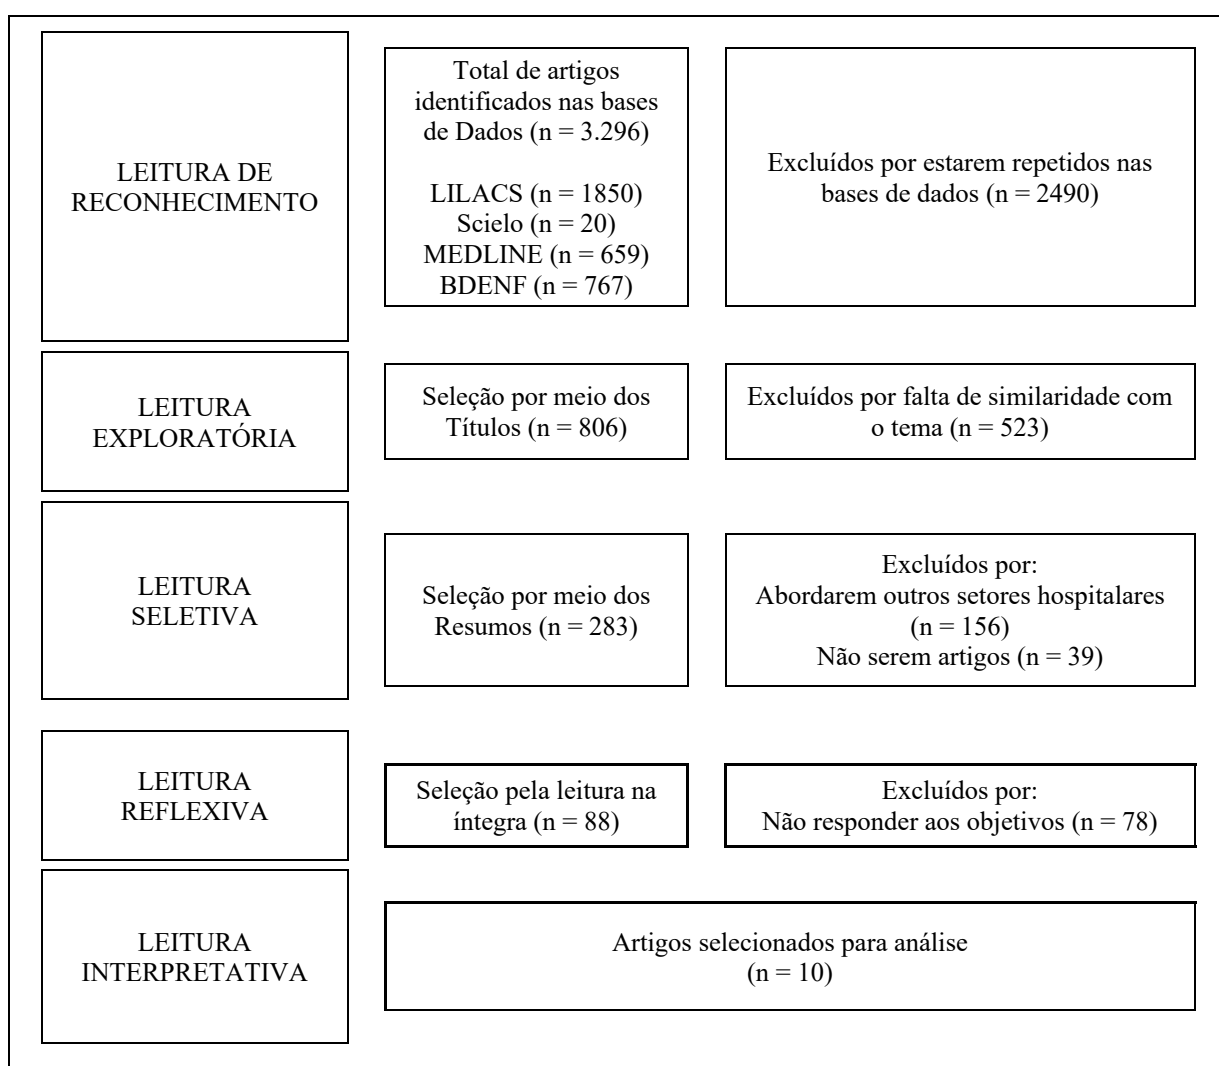 LEITURA DE
RECONHECIMENTO
Total de artigos
identificados nas bases
de Dados (n = 3.296)
LILACS (n = 1850)
Scielo (n = 20)
MEDLINE (n = 659)
BDENF (n = 767)
Excluídos por estarem repetidos nas
bases de dados (n = 2490)
LEITURA
EXPLORATÓRIA
Seleção por meio dos
Títulos (n = 806)
Excluídos por falta de similaridade com
o tema (n = 523)
LEITURA
SELETIVA
Seleção por meio dos
Resumos (n = 283)
Excluídos por:
Abordarem outros setores hospitalares
(n = 156)
Não serem artigos (n = 39)
LEITURA
REFLEXIVA
Seleção pela leitura na
íntegra (n = 88)
Excluídos por:
Não responder aos objetivos (n = 78)
LEITURA
INTERPRETATIVA
Artigos selecionados para análise
(n = 10)